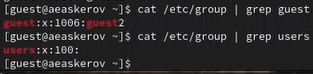 [guest@aeaskerov ~]$ cat /etc/group | grep guest
guest:x:1006:guest2
[guest@aeaskerov ~]$ cat /etc/group | grep users
users:x:100:
[guest@aeaskerov ~]$